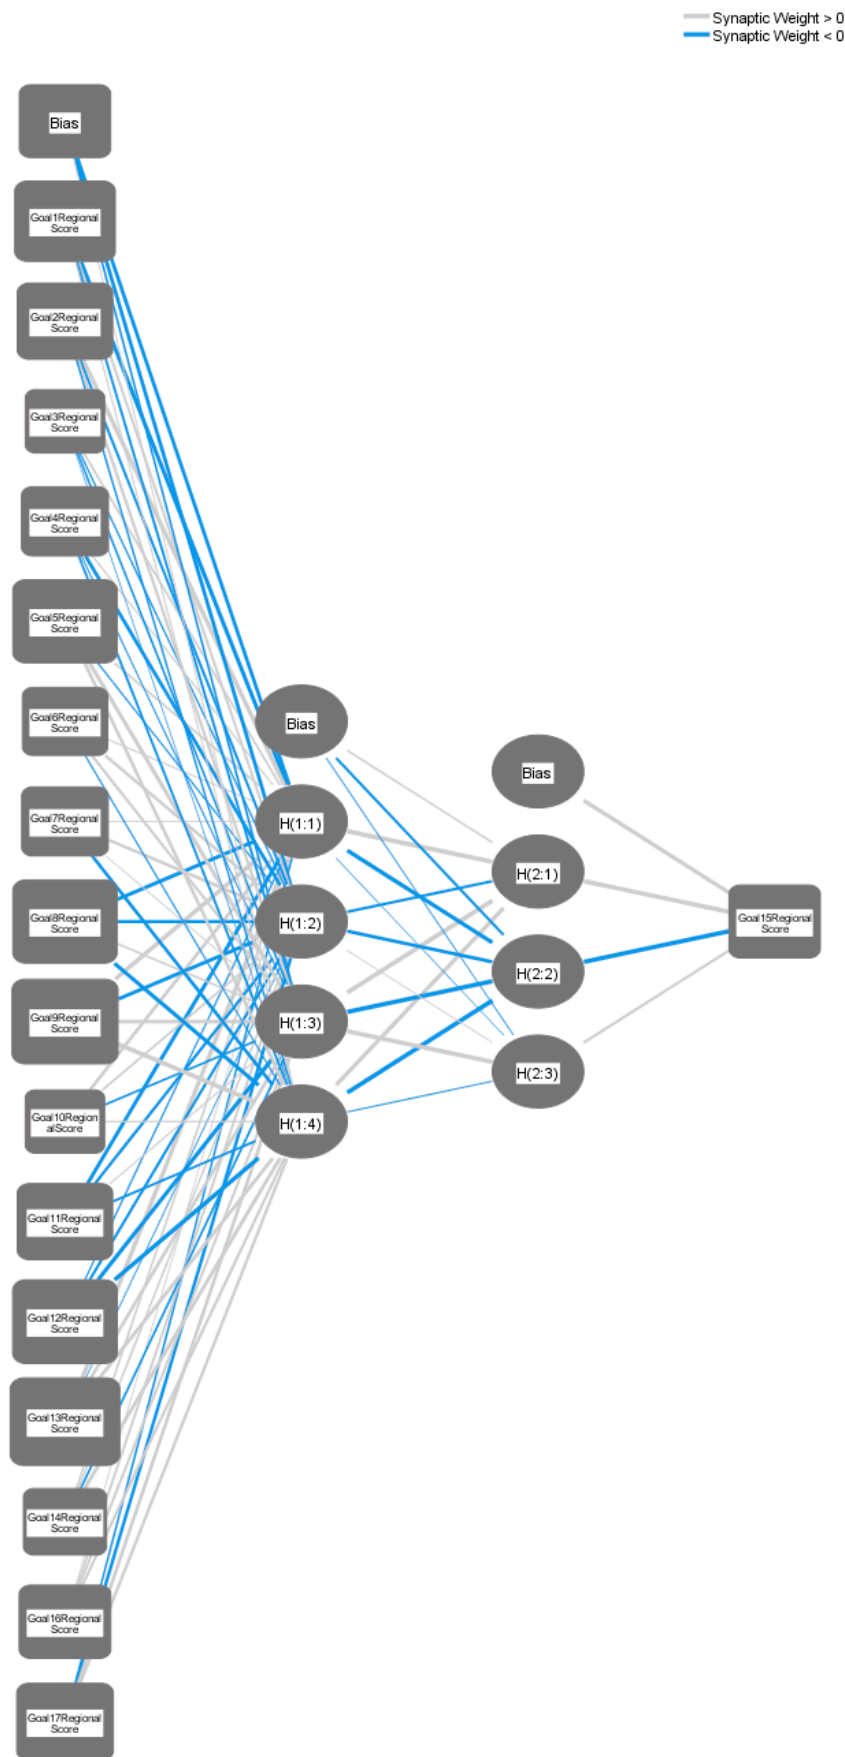 Synaptic Weight > 0
Synaptic Weight < 0
Bias
Goal1Regional
Score
Goal2Regional
Score
Goal3Regional
Score
Goal4Regional
Score
Goal5Regional
Score
Goal6Regional
Score
Goal7Regional
Score
Goal8Regional
Score
Goal9Regional
Score
Goal10Region
alScore
Goal11Regional
Score
Goal12Regional
Score
Goal13Regional
Score
Goal14Regional
Score
Goal16Regional
Score
Goal17Regional
Score
Bias
H(1:1)
H(1:2)
H(1:3)
H(1:4)
Bias
H(2:1)
H(2:2)
H(2:3)
Goal15Regional
Score